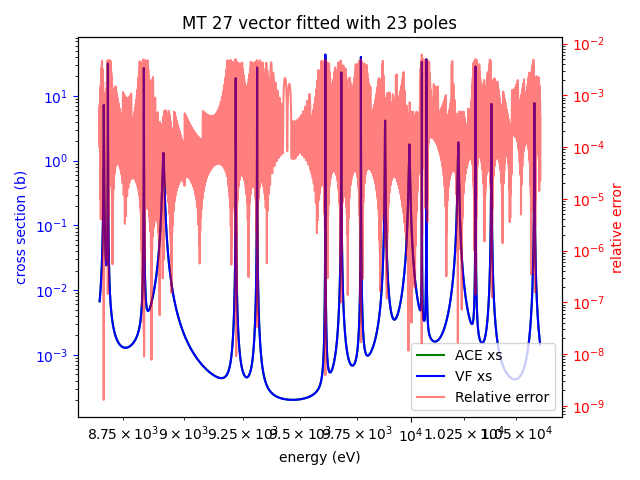 MT 27 vector fitted with 23 poles
10¹
10⁰
10⁻¹
10⁻²
10⁻³
cross section (b)
10⁻²
10⁻³
10⁻⁴
10⁻⁵
10⁻⁶
10⁻⁷
10⁻⁸
10⁻⁹
relative error
ACE xs
VF xs
Relative error
8.75 × 10³ 9 × 10³ 9.25 × 10³ 9.5 × 10³ 9.75 × 10³ 10⁴ 1.025 × 10⁴ 1.05 × 10⁴
energy (eV)